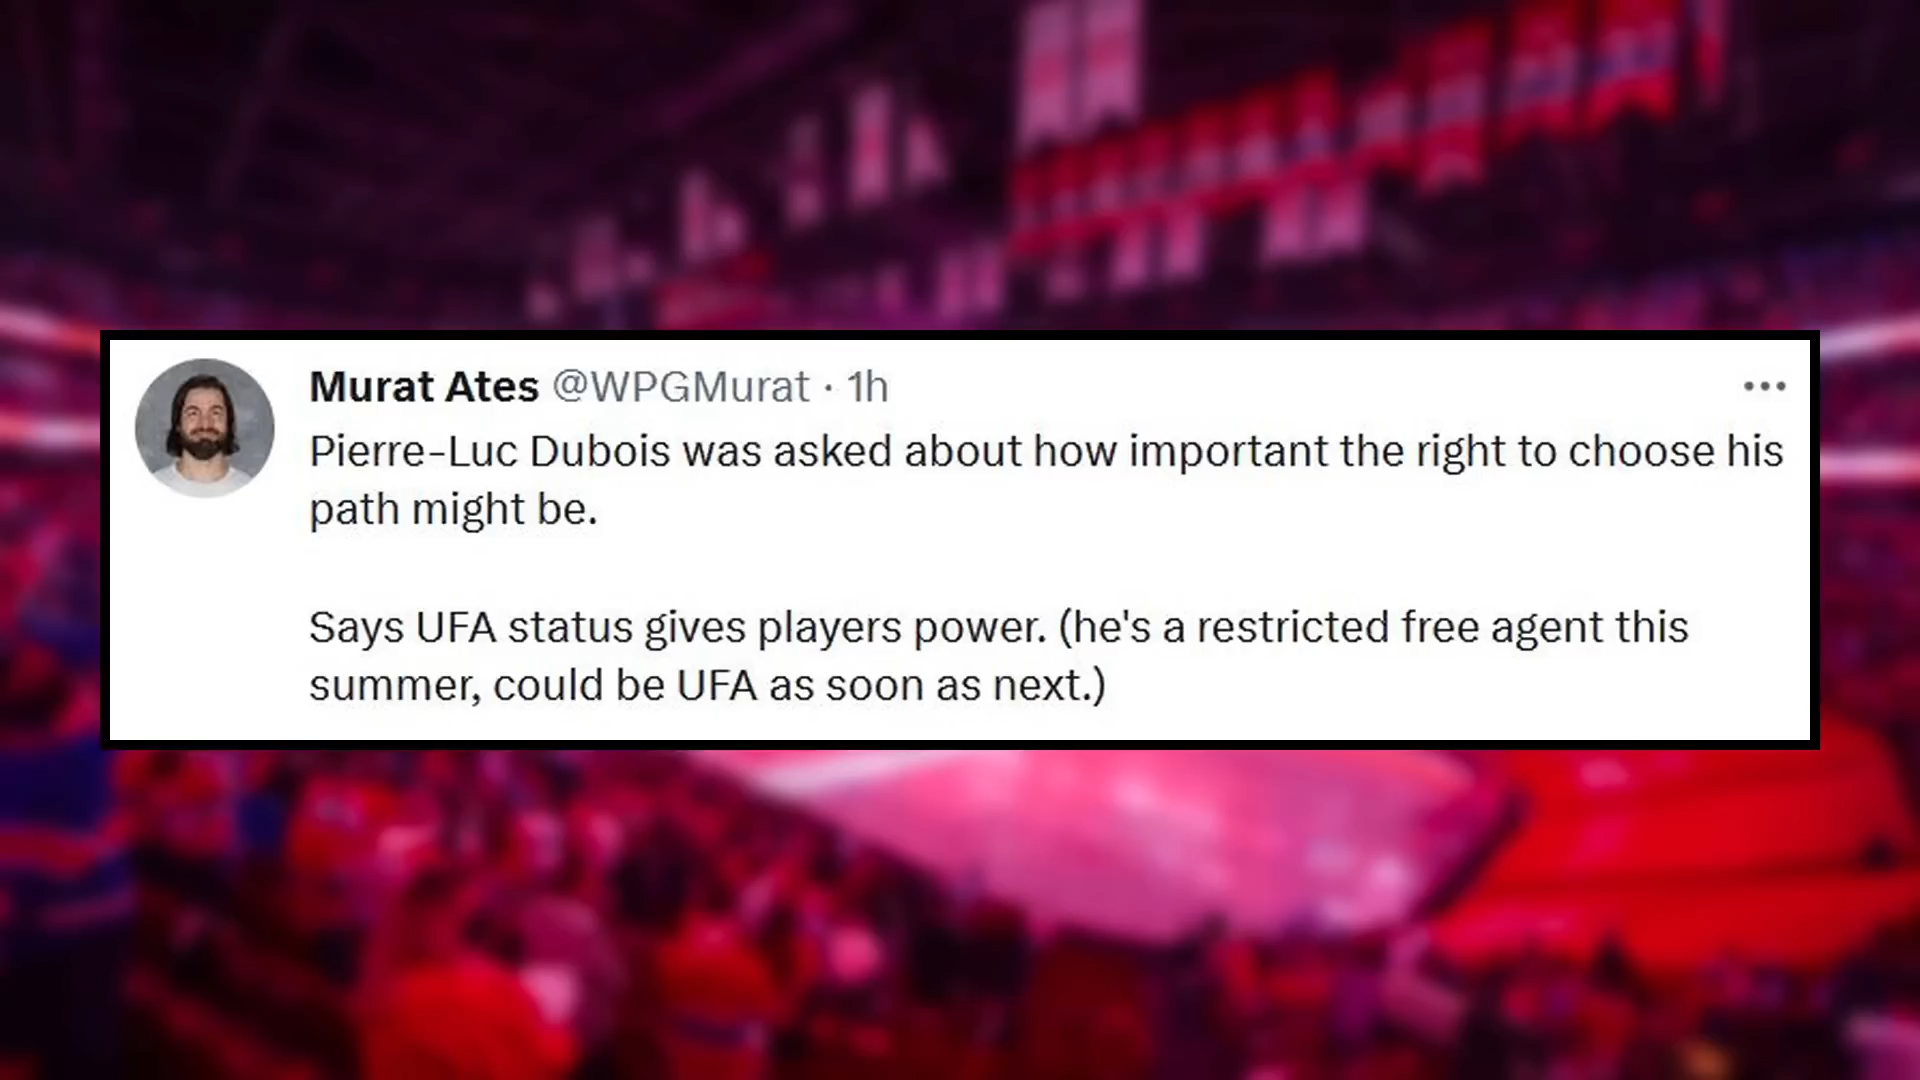 Murat Ates @WPGMurat · 1h
Pierre-Luc Dubois was asked about how important the right to choose his
path might be.
Says UFA status gives players power. (he's a restricted free agent this
summer, could be UFA as soon as next.)